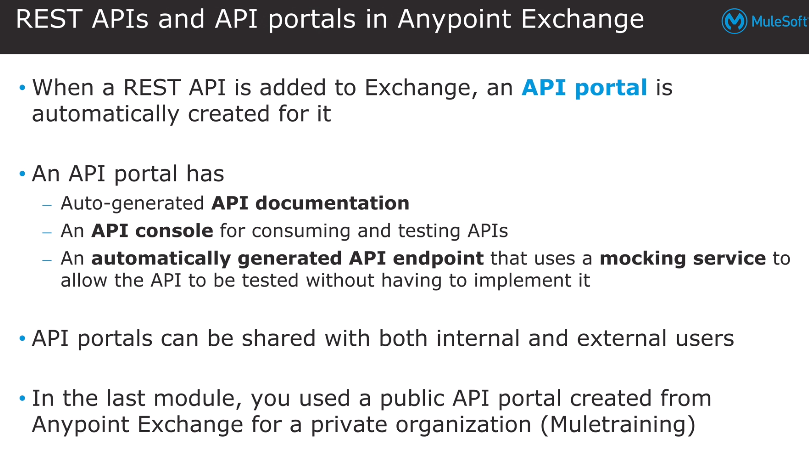 REST APIs and API portals in Anypoint Exchange
MuleSoft
• When a REST API is added to Exchange, an API portal is
automatically created for it
• An API portal has
– Auto-generated API documentation
– An API console for consuming and testing APIs
– An automatically generated API endpoint that uses a mocking service to
allow the API to be tested without having to implement it
• API portals can be shared with both internal and external users
• In the last module, you used a public API portal created from
Anypoint Exchange for a private organization (Muletraining)